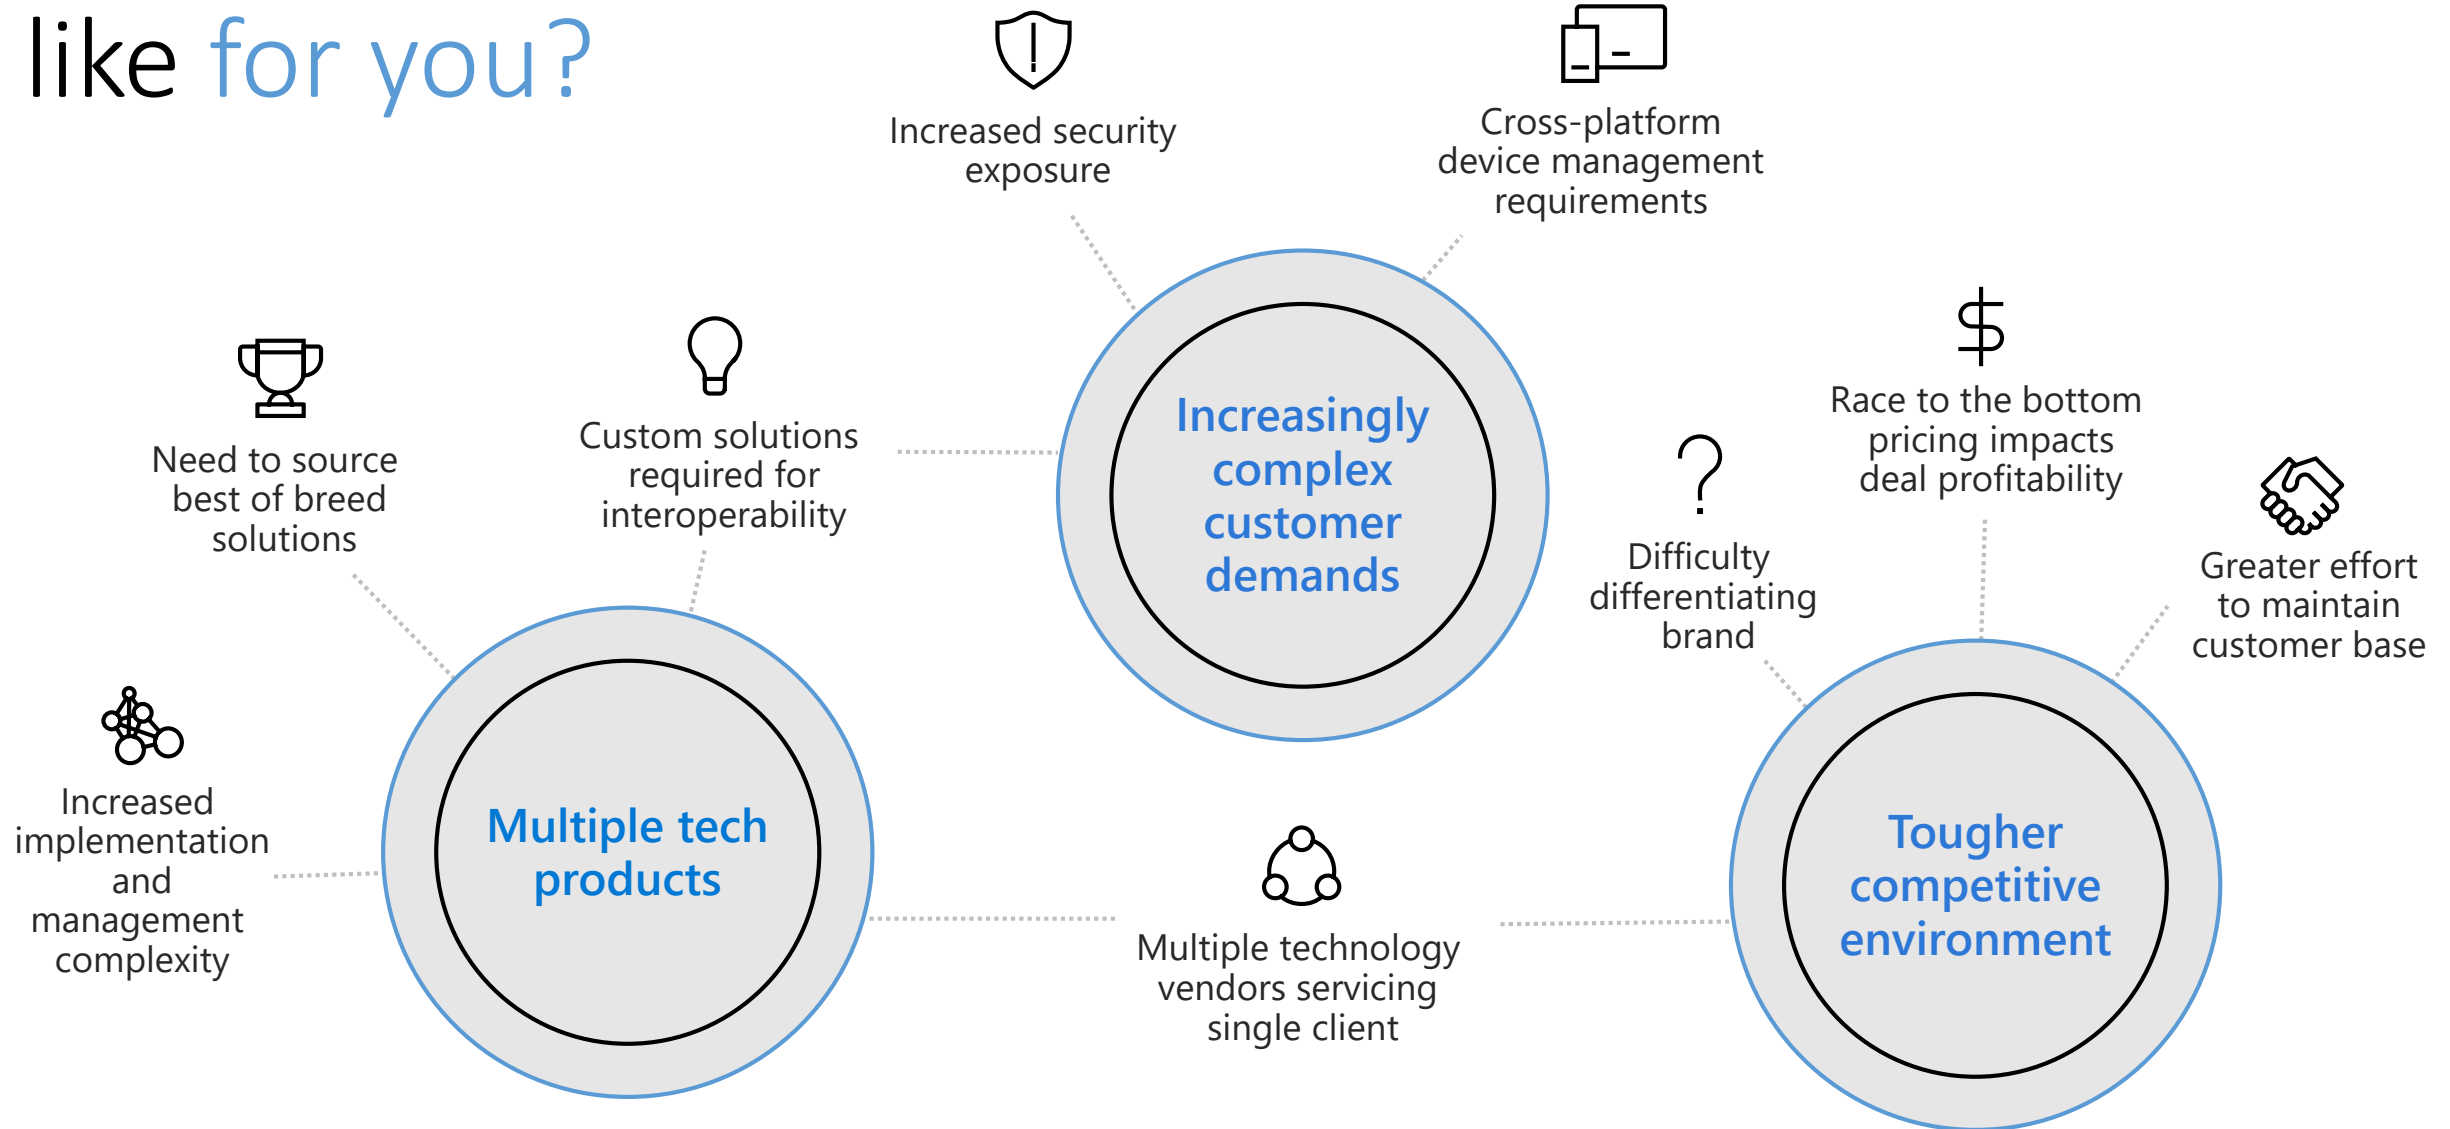 like for you?
Increased security
exposure
Cross-platform
device management
requirements
Need to source
best of breed
solutions
Custom solutions
required for
interoperability
Increasingly
complex
customer
demands
Race to the bottom
pricing impacts
deal profitability
Difficulty
differentiating
brand
Greater effort
to maintain
customer base
Increased
implementation
and
management
complexity
Multiple tech
products
Multiple technology
vendors servicing
single client
Tougher
competitive
environment